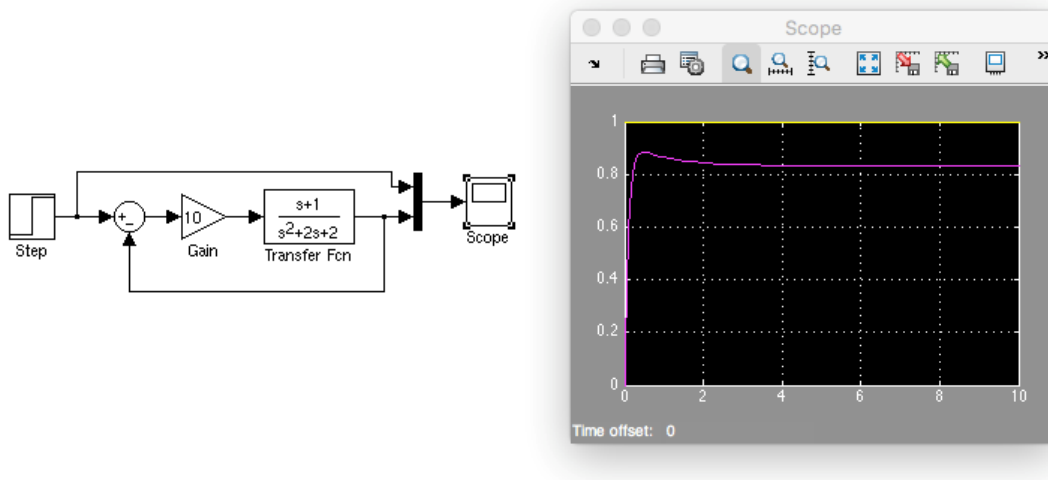 Step
+
-
10
Gain
s+1
s²+2s+2
Transfer Fcn
Scope
Scope
»
1
0.8
0.6
0.4
0.2
0
0 2 4 6 8 10
Time offset: 0